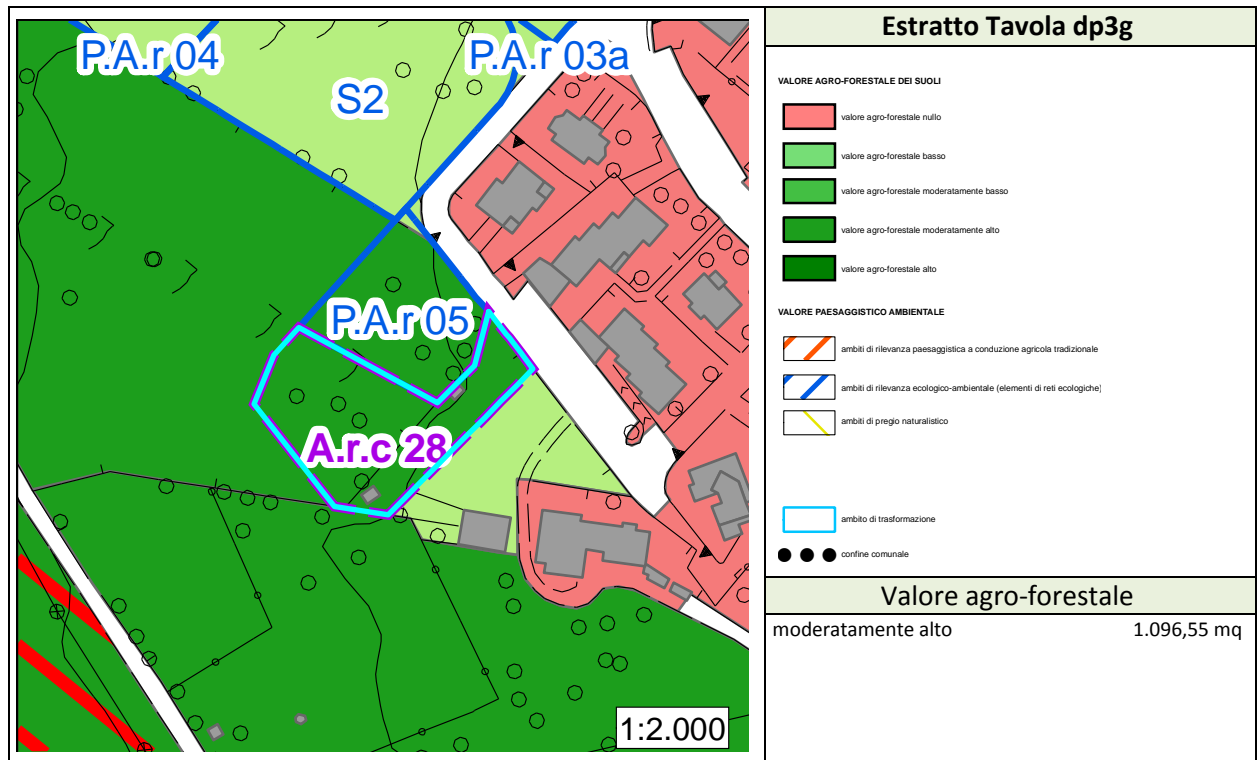 P.A.r 04
P.A.r 03a
S2
P.A.r 05
A.r.c 28
1:2.000
Estratto Tavola dp3g
VALORE AGRO-FORESTALE DEI SUOLI
valore agro-forestale nullo
valore agro-forestale basso
valore agro-forestale moderatamente basso
valore agro-forestale moderatamente alto
valore agro-forestale alto
VALORE PAESAGGISTICO AMBIENTALE
ambiti di rilevanza paesaggistica a conduzione agricola tradizionale
ambiti di rilevanza ecologico-ambientale (elementi di reti ecologiche)
ambiti di pregio naturalistico
ambito di trasformazione
confine comunale
Valore agro-forestale
moderatamente alto 1.096,55 mq